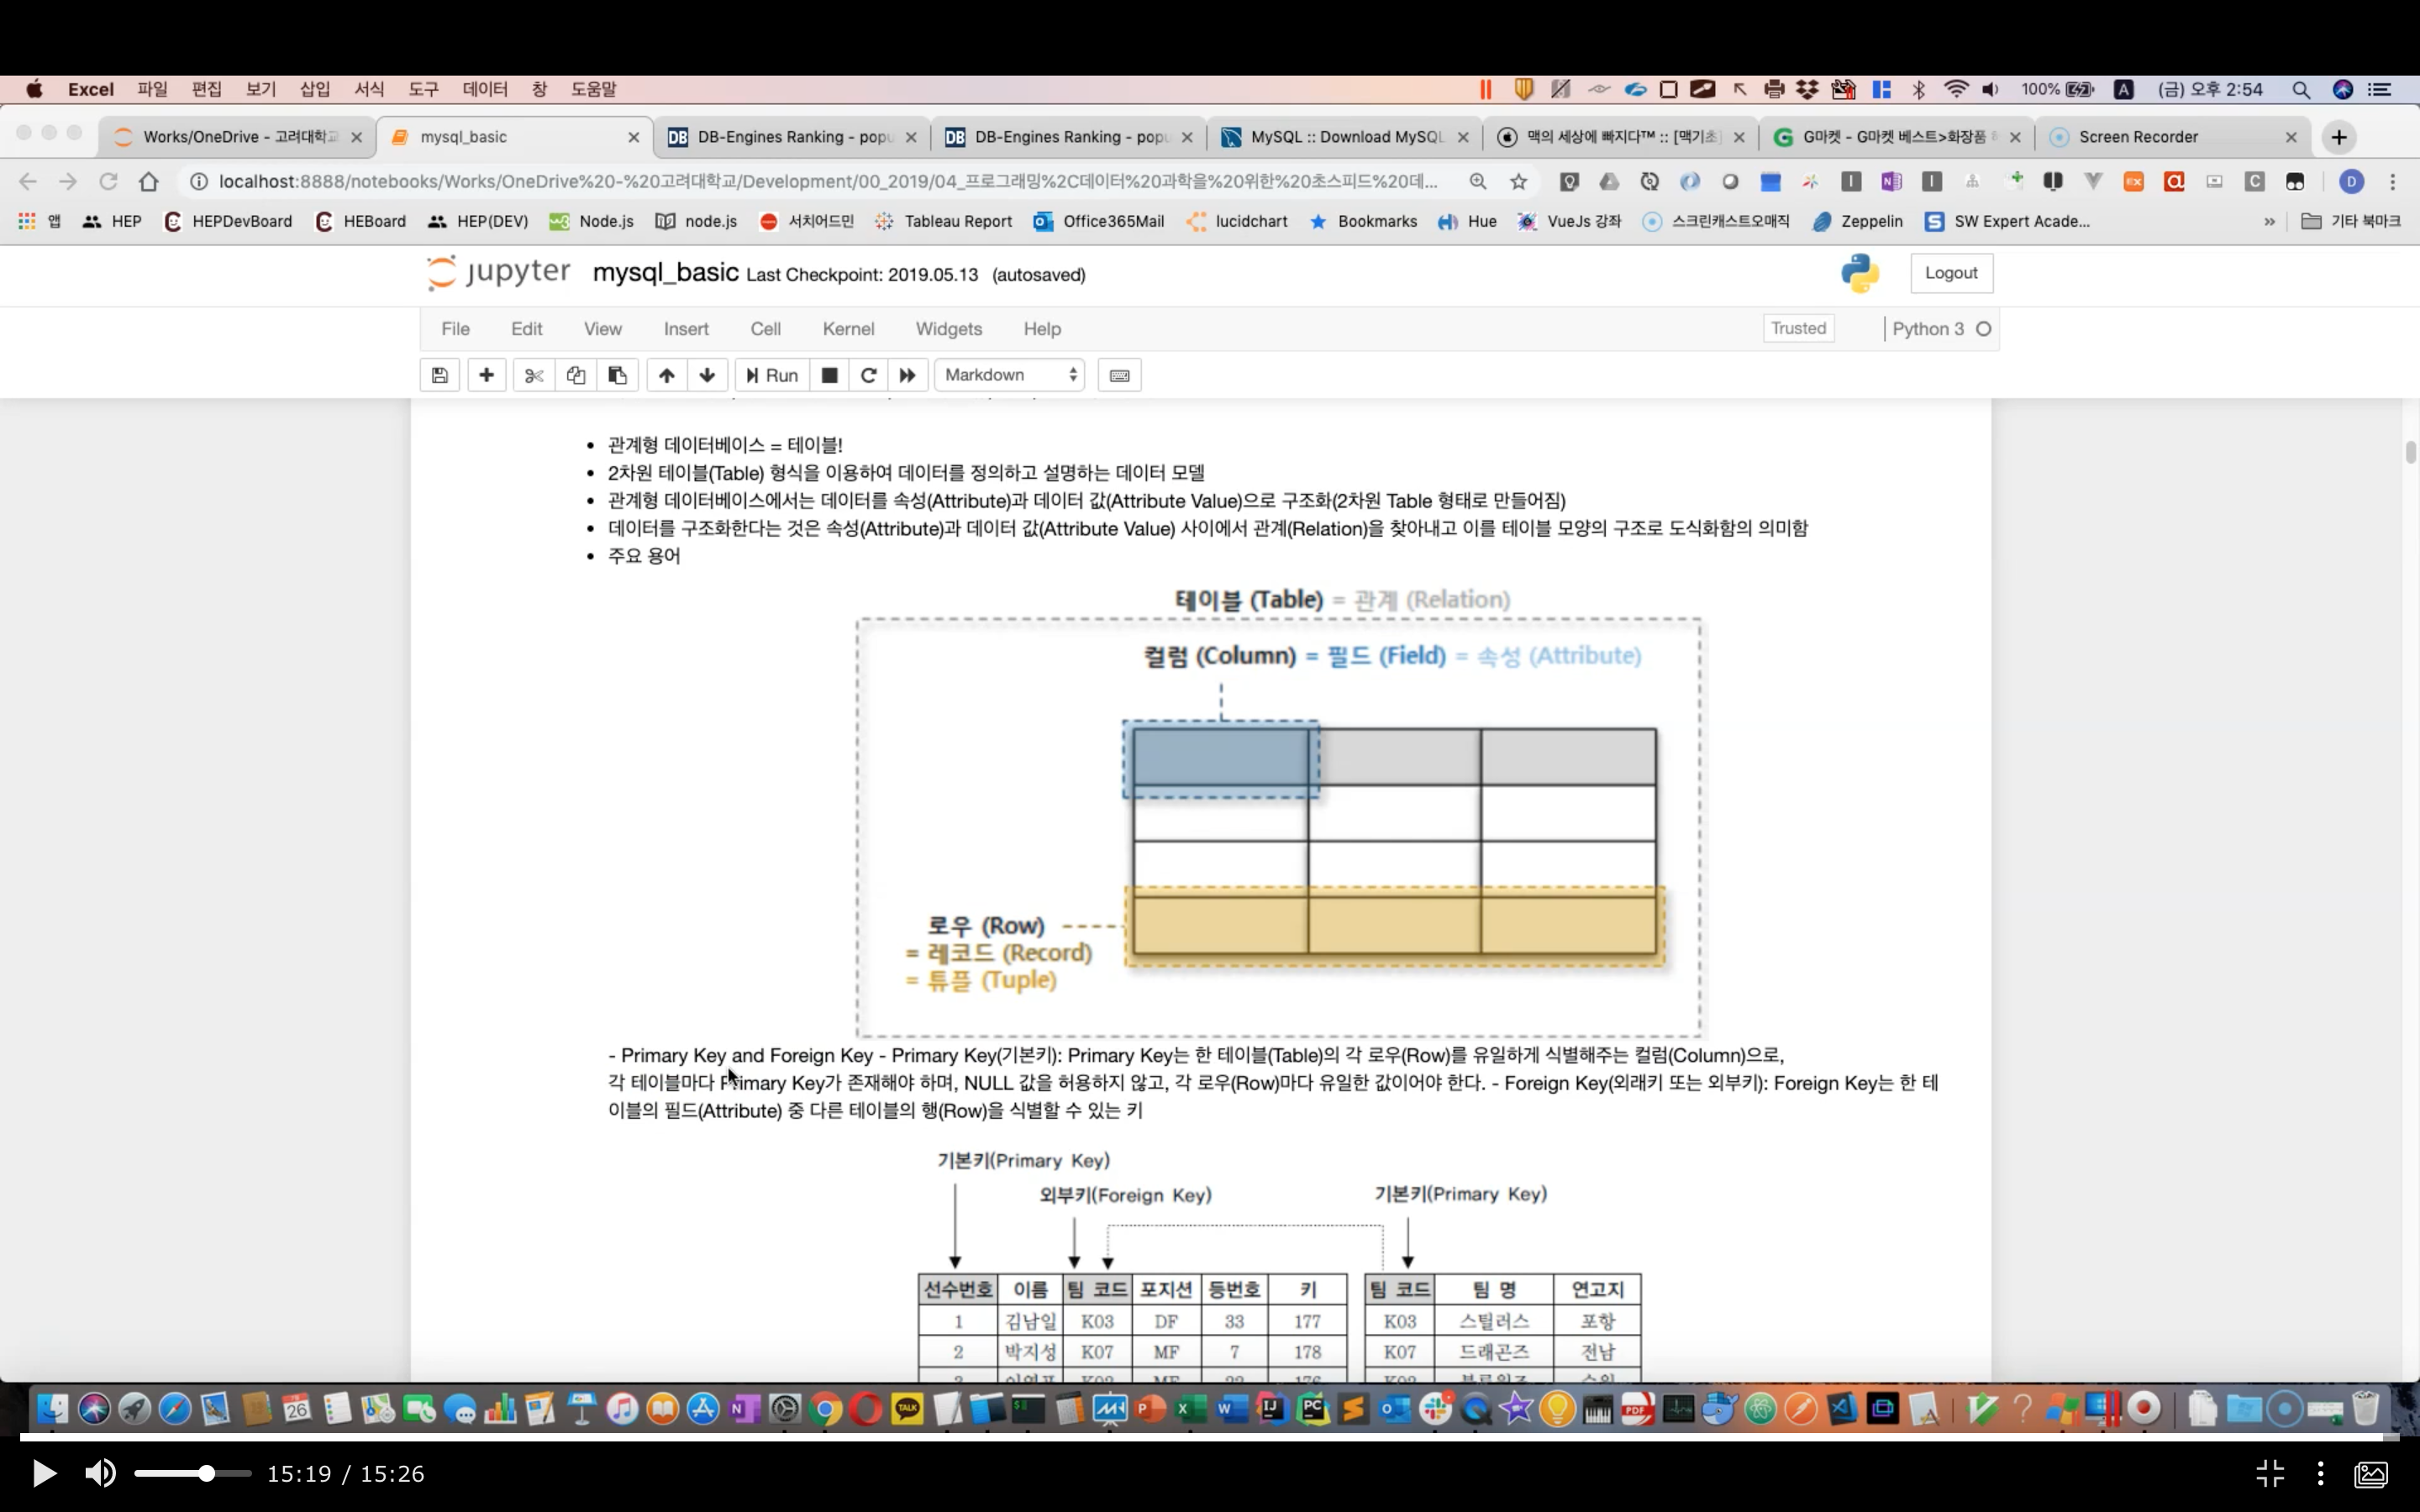 Excel 파일 편집 보기 삽입 서식 도구 데이터 창 도움말 100% A (금) 오후 2:54
Works/OneDrive - 고려대학교 mysql_basic DB-Engines Ranking - popu DB-Engines Ranking - popu MySQL :: Download MySQL 맥의 세상에 빠지다™ :: [맥기초] G마켓 - G마켓 베스트>화장품 Screen Recorder
localhost:8888/notebooks/Works/OneDrive%20-%20고려대학교/Development/00_2019/04_프로그래밍%2C데이터%20과학을%20위한%20초스피드%20데...
앱 HEP HEPDevBoard HEBoard HEP(DEV) Node.js node.js 서치어드민 Tableau Report Office365Mail lucidchart Bookmarks Hue VueJs 강좌 스크린캐스트오매직 Zeppelin SW Expert Acade... » 기타 북마크
jupyter mysql_basic Last Checkpoint: 2019.05.13 (autosaved) Logout
File Edit View Insert Cell Kernel Widgets Help Trusted Python 3
Run Markdown
• 관계형 데이터베이스 = 테이블!
• 2차원 테이블(Table) 형식을 이용하여 데이터를 정의하고 설명하는 데이터 모델
• 관계형 데이터베이스에서는 데이터를 속성(Attribute)과 데이터 값(Attribute Value)으로 구조화(2차원 Table 형태로 만들어짐)
• 데이터를 구조화한다는 것은 속성(Attribute)과 데이터 값(Attribute Value) 사이에서 관계(Relation)을 찾아내고 이를 테이블 모양의 구조로 도식화함의 의미함
• 주요 용어
테이블 (Table) = 관계 (Relation)
컬럼 (Column) = 필드 (Field) = 속성 (Attribute)
로우 (Row)
= 레코드 (Record)
= 튜플 (Tuple)
- Primary Key and Foreign Key - Primary Key(기본키): Primary Key는 한 테이블(Table)의 각 로우(Row)를 유일하게 식별해주는 컬럼(Column)으로,
각 테이블마다 Primary Key가 존재해야 하며, NULL 값을 허용하지 않고, 각 로우(Row)마다 유일한 값이어야 한다. - Foreign Key(외래키 또는 외부키): Foreign Key는 한 테
이블의 필드(Attribute) 중 다른 테이블의 행(Row)을 식별할 수 있는 키
기본키(Primary Key)
외부키(Foreign Key) 기본키(Primary Key)
선수번호 이름 팀 코드 포지션 등번호 키 팀 코드 팀 명 연고지
1 김남일 K03 DF 33 177 K03 스틸러스 포항
2 박지성 K07 MF 7 178 K07 드래곤즈 전남
15:19 / 15:26